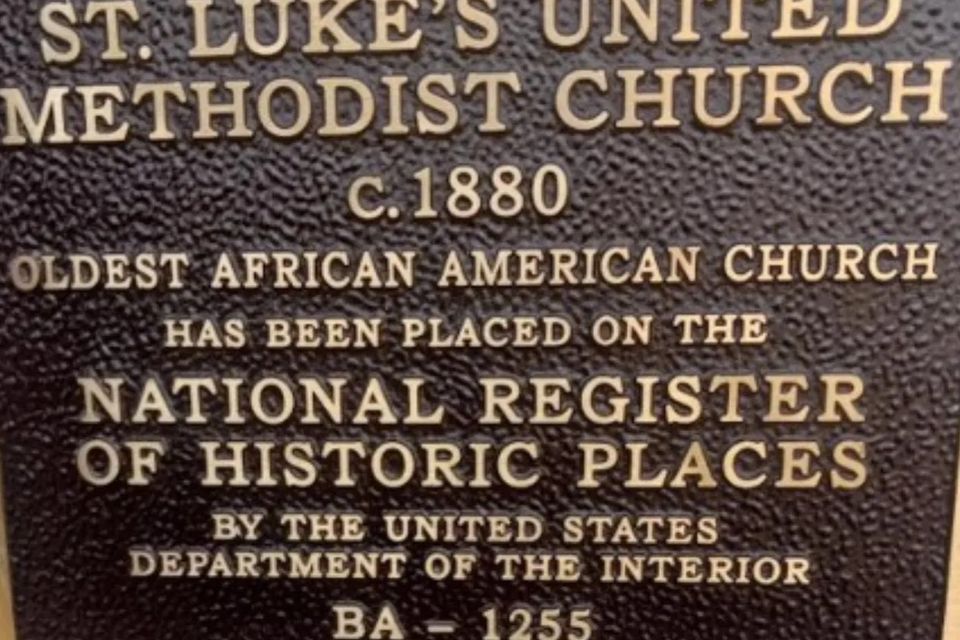 ST. LUKE'S UNITED
METHODIST CHURCH
C. 1880
OLDEST AFRICAN AMERICAN CHURCH
HAS BEEN PLACED ON THE
NATIONAL REGISTER
OF HISTORIC PLACES
BY THE UNITED STATES
DEPARTMENT OF THE INTERIOR
BA - 1255